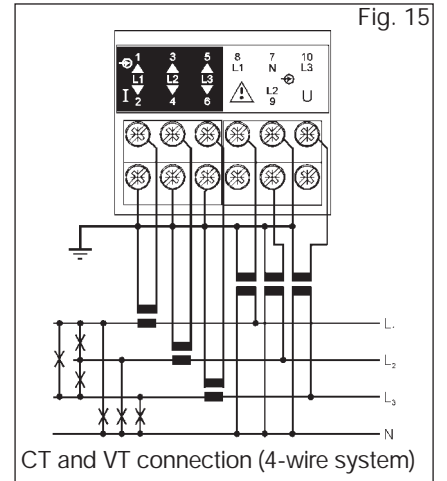 Fig. 15
1 3 5 8 7 10
L1 N L3
L1 L2 L3
I L2 U
2 4 6 9
L.
L2
L3
N
CT and VT connection (4-wire system)